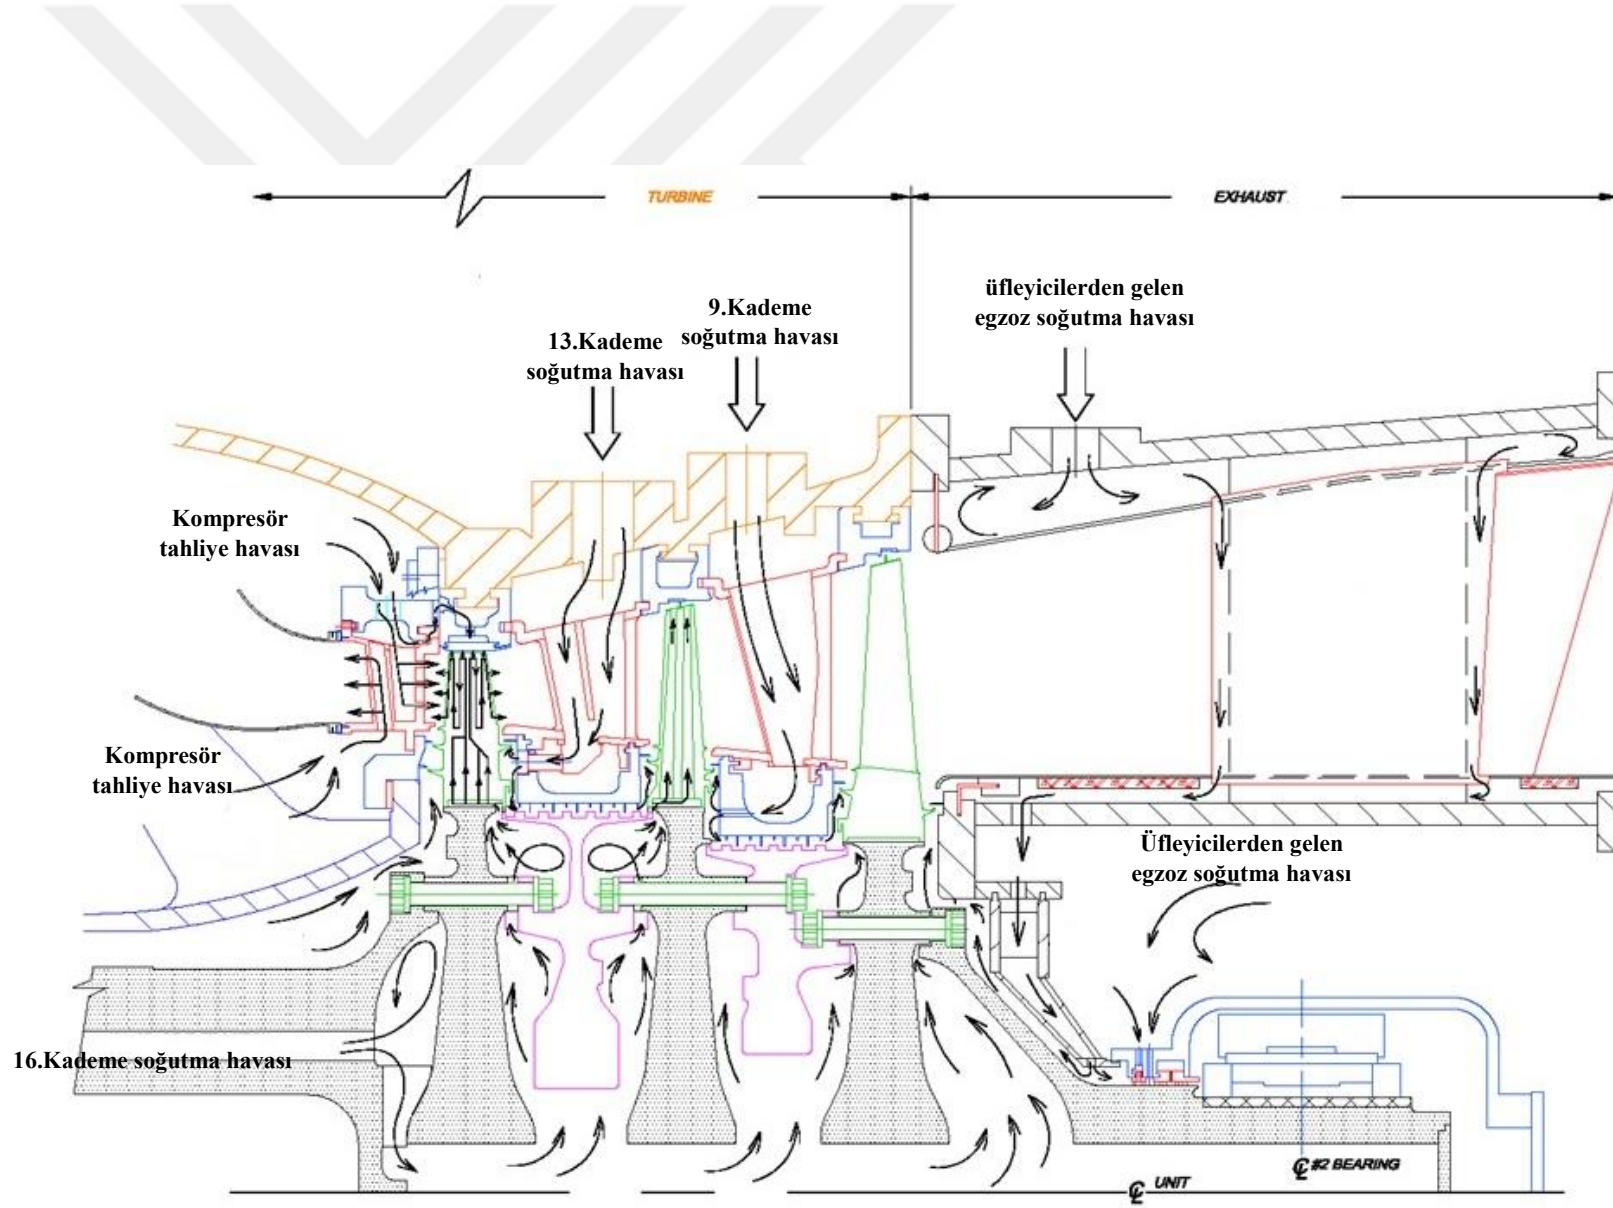 TURBINE
EXHAUST
üfleyicilerden gelen
egzoz soğutma havası
9.Kademe
soğutma havası
13.Kademe
soğutma havası
Kompresör
tahliye havası
Kompresör
tahliye havası
Üfleyicilerden gelen
egzoz soğutma havası
16.Kademe soğutma havası
℄ #2 BEARING
℄ UNIT